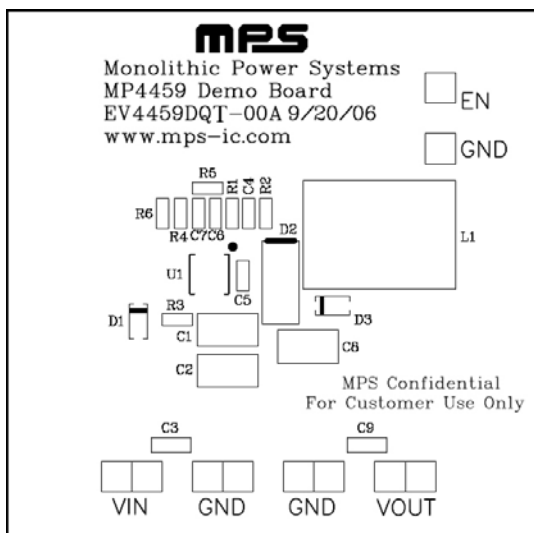 MPS
Monolithic Power Systems
MP4459 Demo Board
EV4459DQT-00A 9/20/06
www.mps-ic.com
EN
GND
R5
R1
C4
R2
R6
R4
C7
C6
D2
L1
U1
C5
R3
D1
C1
D3
C8
C2
MPS Confidential
For Customer Use Only
C3
C9
VIN
GND
GND
VOUT